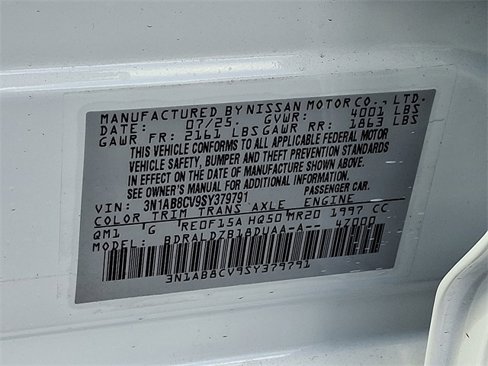 MANUFACTURED BY NISSAN MOTOR CO., LTD.
DATE: 07/25. GVWR: 4001 LBS
GAWR FR: 2161 LBS GAWR RR: 1863 LBS
THIS VEHICLE CONFORMS TO ALL APPLICABLE FEDERAL MOTOR
VEHICLE SAFETY, BUMPER AND THEFT PREVENTION STANDARDS
IN EFFECT ON THE DATE OF MANUFACTURE SHOWN ABOVE.
SEE OWNER'S MANUAL FOR ADDITIONAL INFORMATION
VIN: 3N1AB8CV9SY379791 PASSENGER CAR.
COLOR TRIM TRANS AXLE ENGINE
QM1 G RE0F15A HQ50 MR20 1997 CC
MODEL: BDRALDZB18DUAA-A-- 47000
3N1AB8CV9SY379791